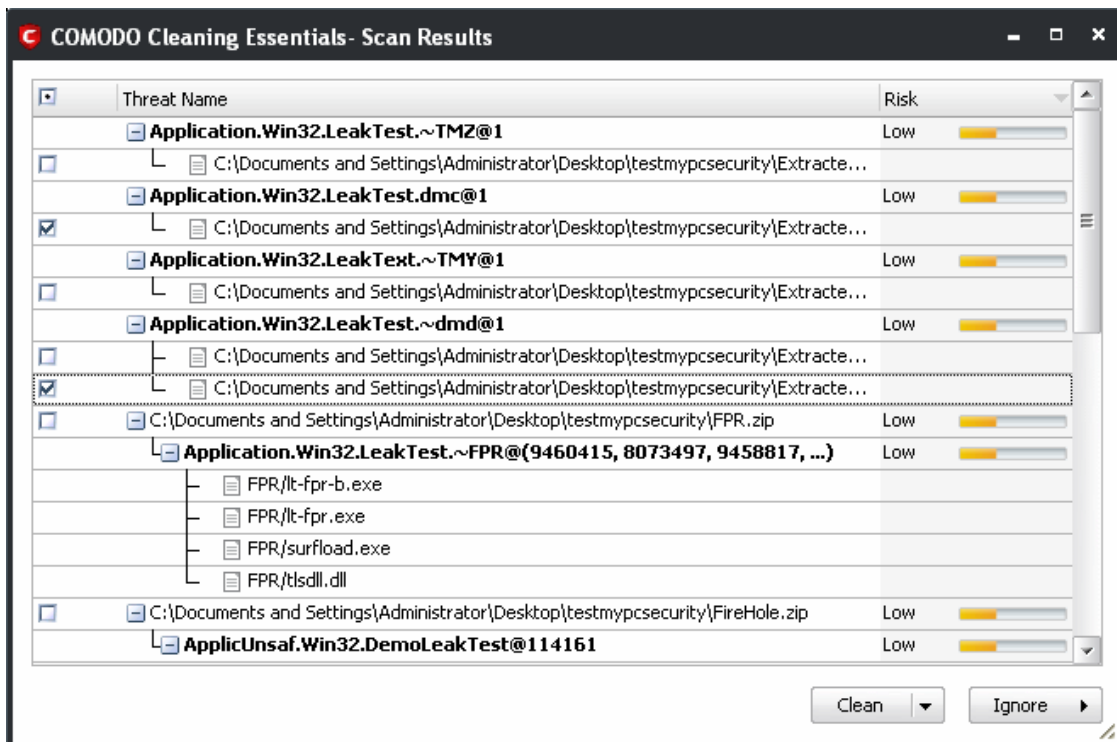 COMODO Cleaning Essentials- Scan Results
Threat Name Risk
Application.Win32.LeakTest.~TMZ@1 Low
C:\Documents and Settings\Administrator\Desktop\testmypcsecurity\Extracte...
Application.Win32.LeakTest.dmc@1 Low
C:\Documents and Settings\Administrator\Desktop\testmypcsecurity\Extracte...
Application.Win32.LeakText.~TMY@1 Low
C:\Documents and Settings\Administrator\Desktop\testmypcsecurity\Extracte...
Application.Win32.LeakTest.~dmd@1 Low
C:\Documents and Settings\Administrator\Desktop\testmypcsecurity\Extracte...
C:\Documents and Settings\Administrator\Desktop\testmypcsecurity\Extracte...
C:\Documents and Settings\Administrator\Desktop\testmypcsecurity\FPR.zip Low
Application.Win32.LeakTest.~FPR@(9460415, 8073497, 9458817, ...) Low
FPR/lt-fpr-b.exe
FPR/lt-fpr.exe
FPR/surfload.exe
FPR/tlsdll.dll
C:\Documents and Settings\Administrator\Desktop\testmypcsecurity\FireHole.zip Low
ApplicUnsaf.Win32.DemoLeakTest@114161 Low
Clean Ignore